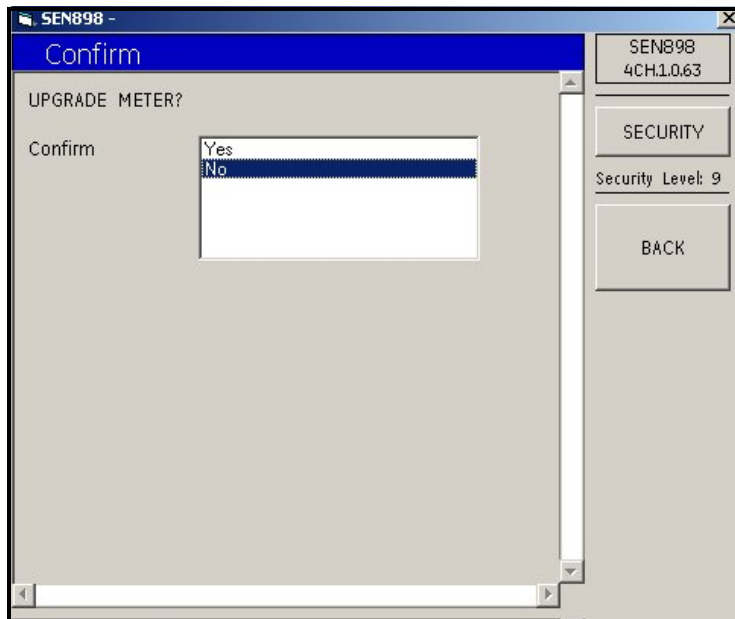 SEN898 -
Confirm
UPGRADE METER?
Confirm
Yes
No
SEN898
4CH.1.0.63
SECURITY
Security Level: 9
BACK